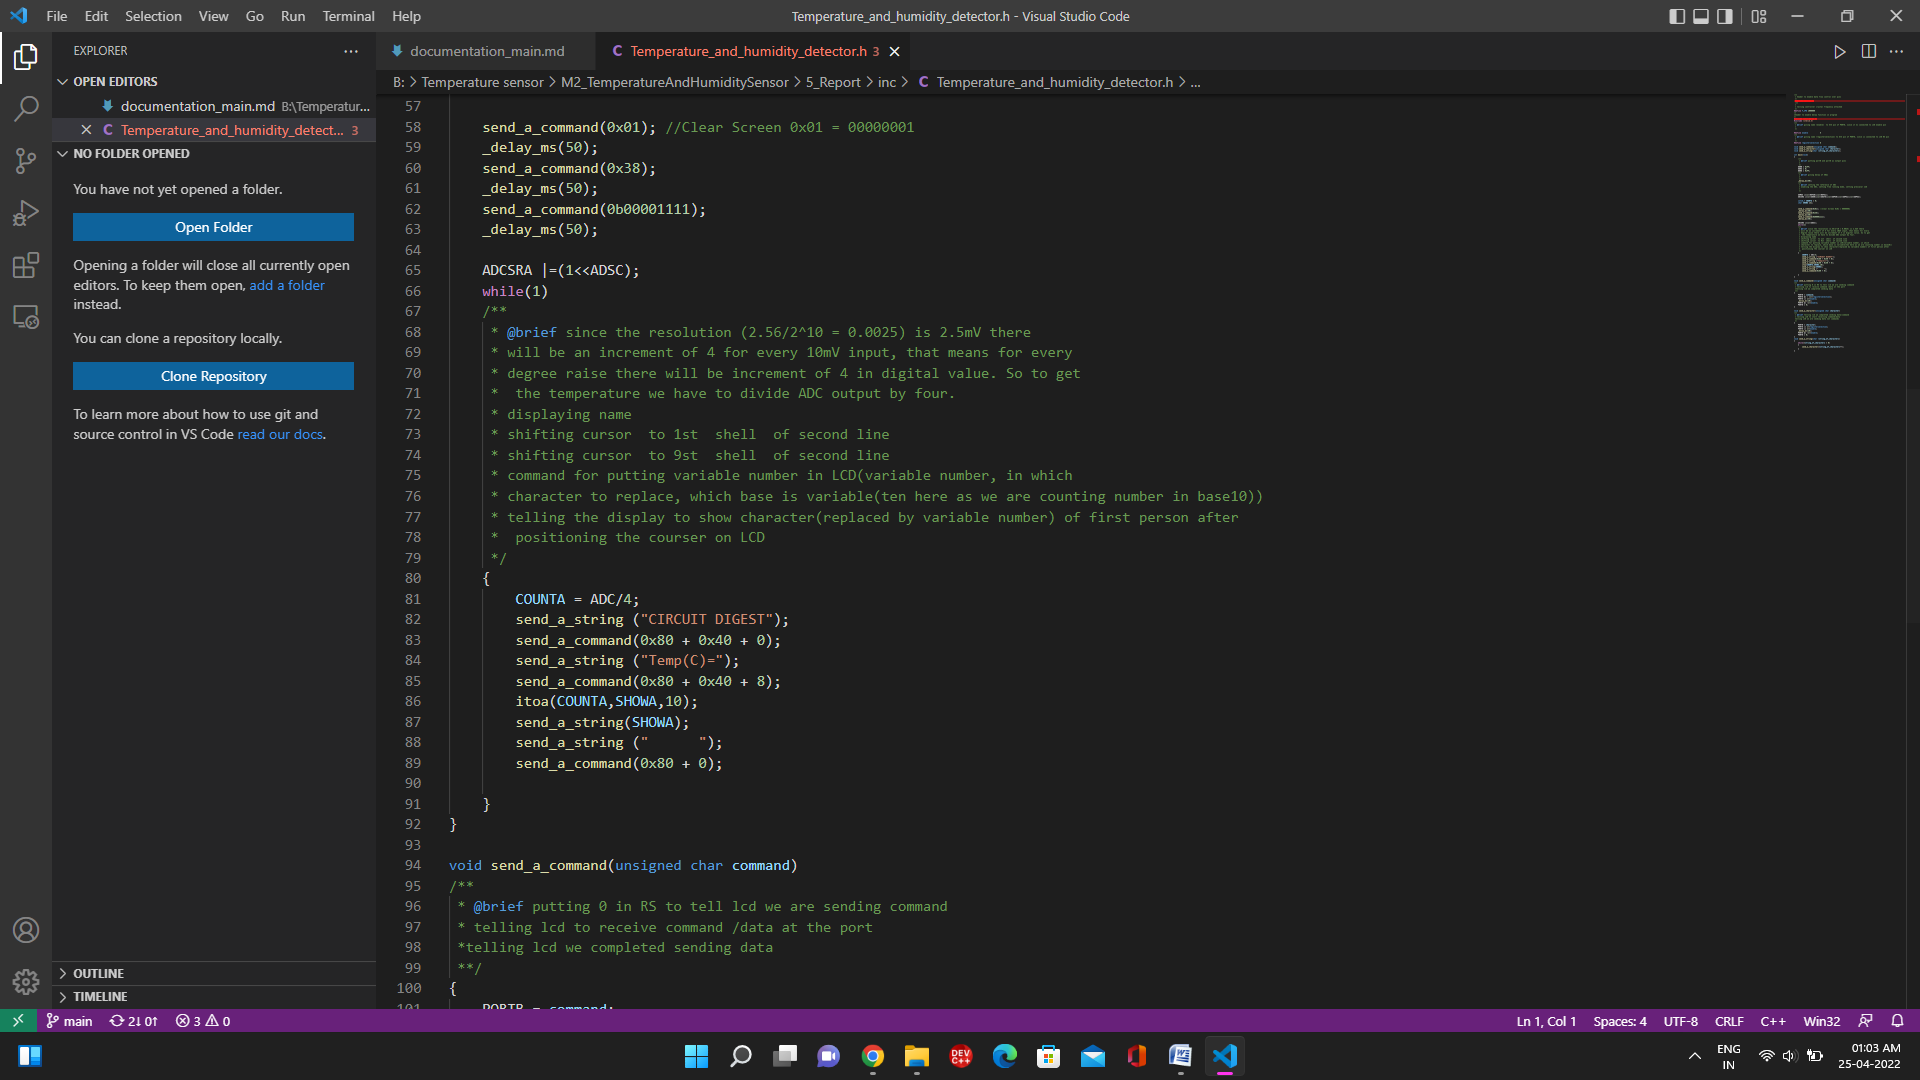 File Edit Selection View Go Run Terminal Help
Temperature_and_humidity_detector.h - Visual Studio Code
EXPLORER
OPEN EDITORS
documentation_main.md B:\Temperatur...
Temperature_and_humidity_detect... 3
NO FOLDER OPENED
You have not yet opened a folder.
Open Folder
Opening a folder will close all currently open
editors. To keep them open, add a folder
instead.
You can clone a repository locally.
Clone Repository
To learn more about how to use git and
source control in VS Code read our docs.
OUTLINE
TIMELINE
documentation_main.md
C Temperature_and_humidity_detector.h 3
B: > Temperature sensor > M2_TemperatureAndHumiditySensor > 5_Report > inc > C Temperature_and_humidity_detector.h > ...
57
58 send_a_command(0x01); //Clear Screen 0x01 = 00000001
59 _delay_ms(50);
60 send_a_command(0x38);
61 _delay_ms(50);
62 send_a_command(0b00001111);
63 _delay_ms(50);
64
65 ADCSRA |=(1<<ADSC);
66 while(1)
67 /**
68 * @brief since the resolution (2.56/2^10 = 0.0025) is 2.5mV there
69 * will be an increment of 4 for every 10mV input, that means for every
70 * degree raise there will be increment of 4 in digital value. So to get
71 * the temperature we have to divide ADC output by four.
72 * displaying name
73 * shifting cursor  to 1st  shell  of second line
74 * shifting cursor  to 9st  shell  of second line
75 * command for putting variable number in LCD(variable number, in which
76 * character to replace, which base is variable(ten here as we are counting number in base10))
77 * telling the display to show character(replaced by variable number) of first person after
78 *  positioning the courser on LCD
79 */
80 {
81 COUNTA = ADC/4;
82 send_a_string ("CIRCUIT DIGEST");
83 send_a_command(0x80 + 0x40 + 0);
84 send_a_string ("Temp(C)=");
85 send_a_command(0x80 + 0x40 + 8);
86 itoa(COUNTA,SHOWA,10);
87 send_a_string(SHOWA);
88 send_a_string ("      ");
89 send_a_command(0x80 + 0);
90
91 }
92 }
93
94 void send_a_command(unsigned char command)
95 /**
96 * @brief putting 0 in RS to tell lcd we are sending command
97 * telling lcd to receive command /data at the port
98 *telling lcd we completed sending data
99 **/
100 {
101 PORTB = command;
main 2↓ 0↑ 3 0
Ln 1, Col 1 Spaces: 4 UTF-8 CRLF C++ Win32
DEV C++
ENG
IN
01:03 AM
25-04-2022